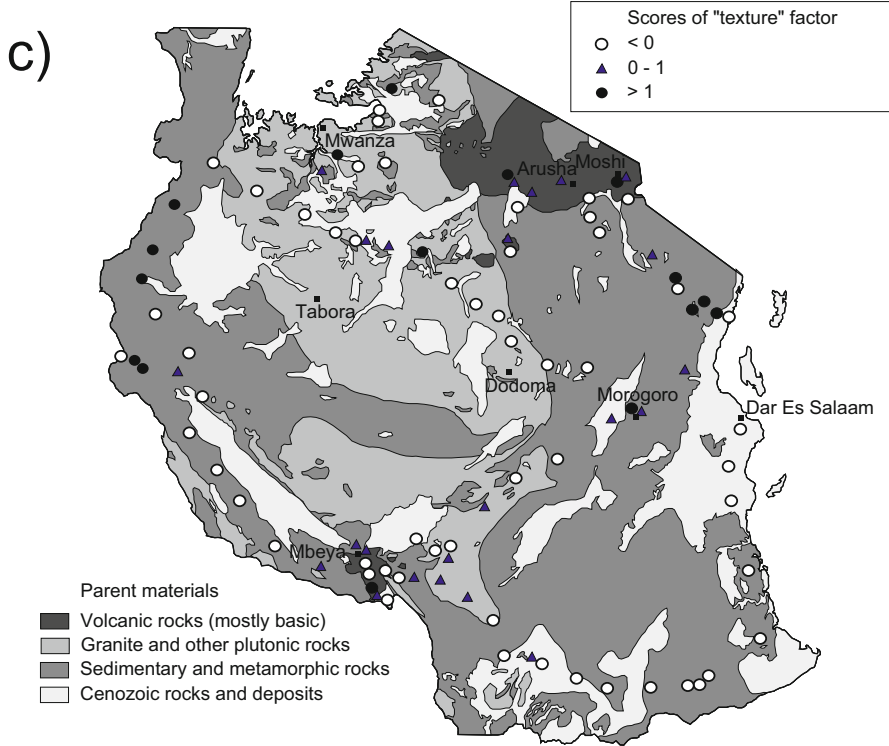 c)
Scores of "texture" factor
< 0
0 - 1
> 1
Mwanza
Arusha
Moshi
Tabora
Dodoma
Morogoro
Dar Es Salaam
Mbeya
Parent materials
Volcanic rocks (mostly basic)
Granite and other plutonic rocks
Sedimentary and metamorphic rocks
Cenozoic rocks and deposits